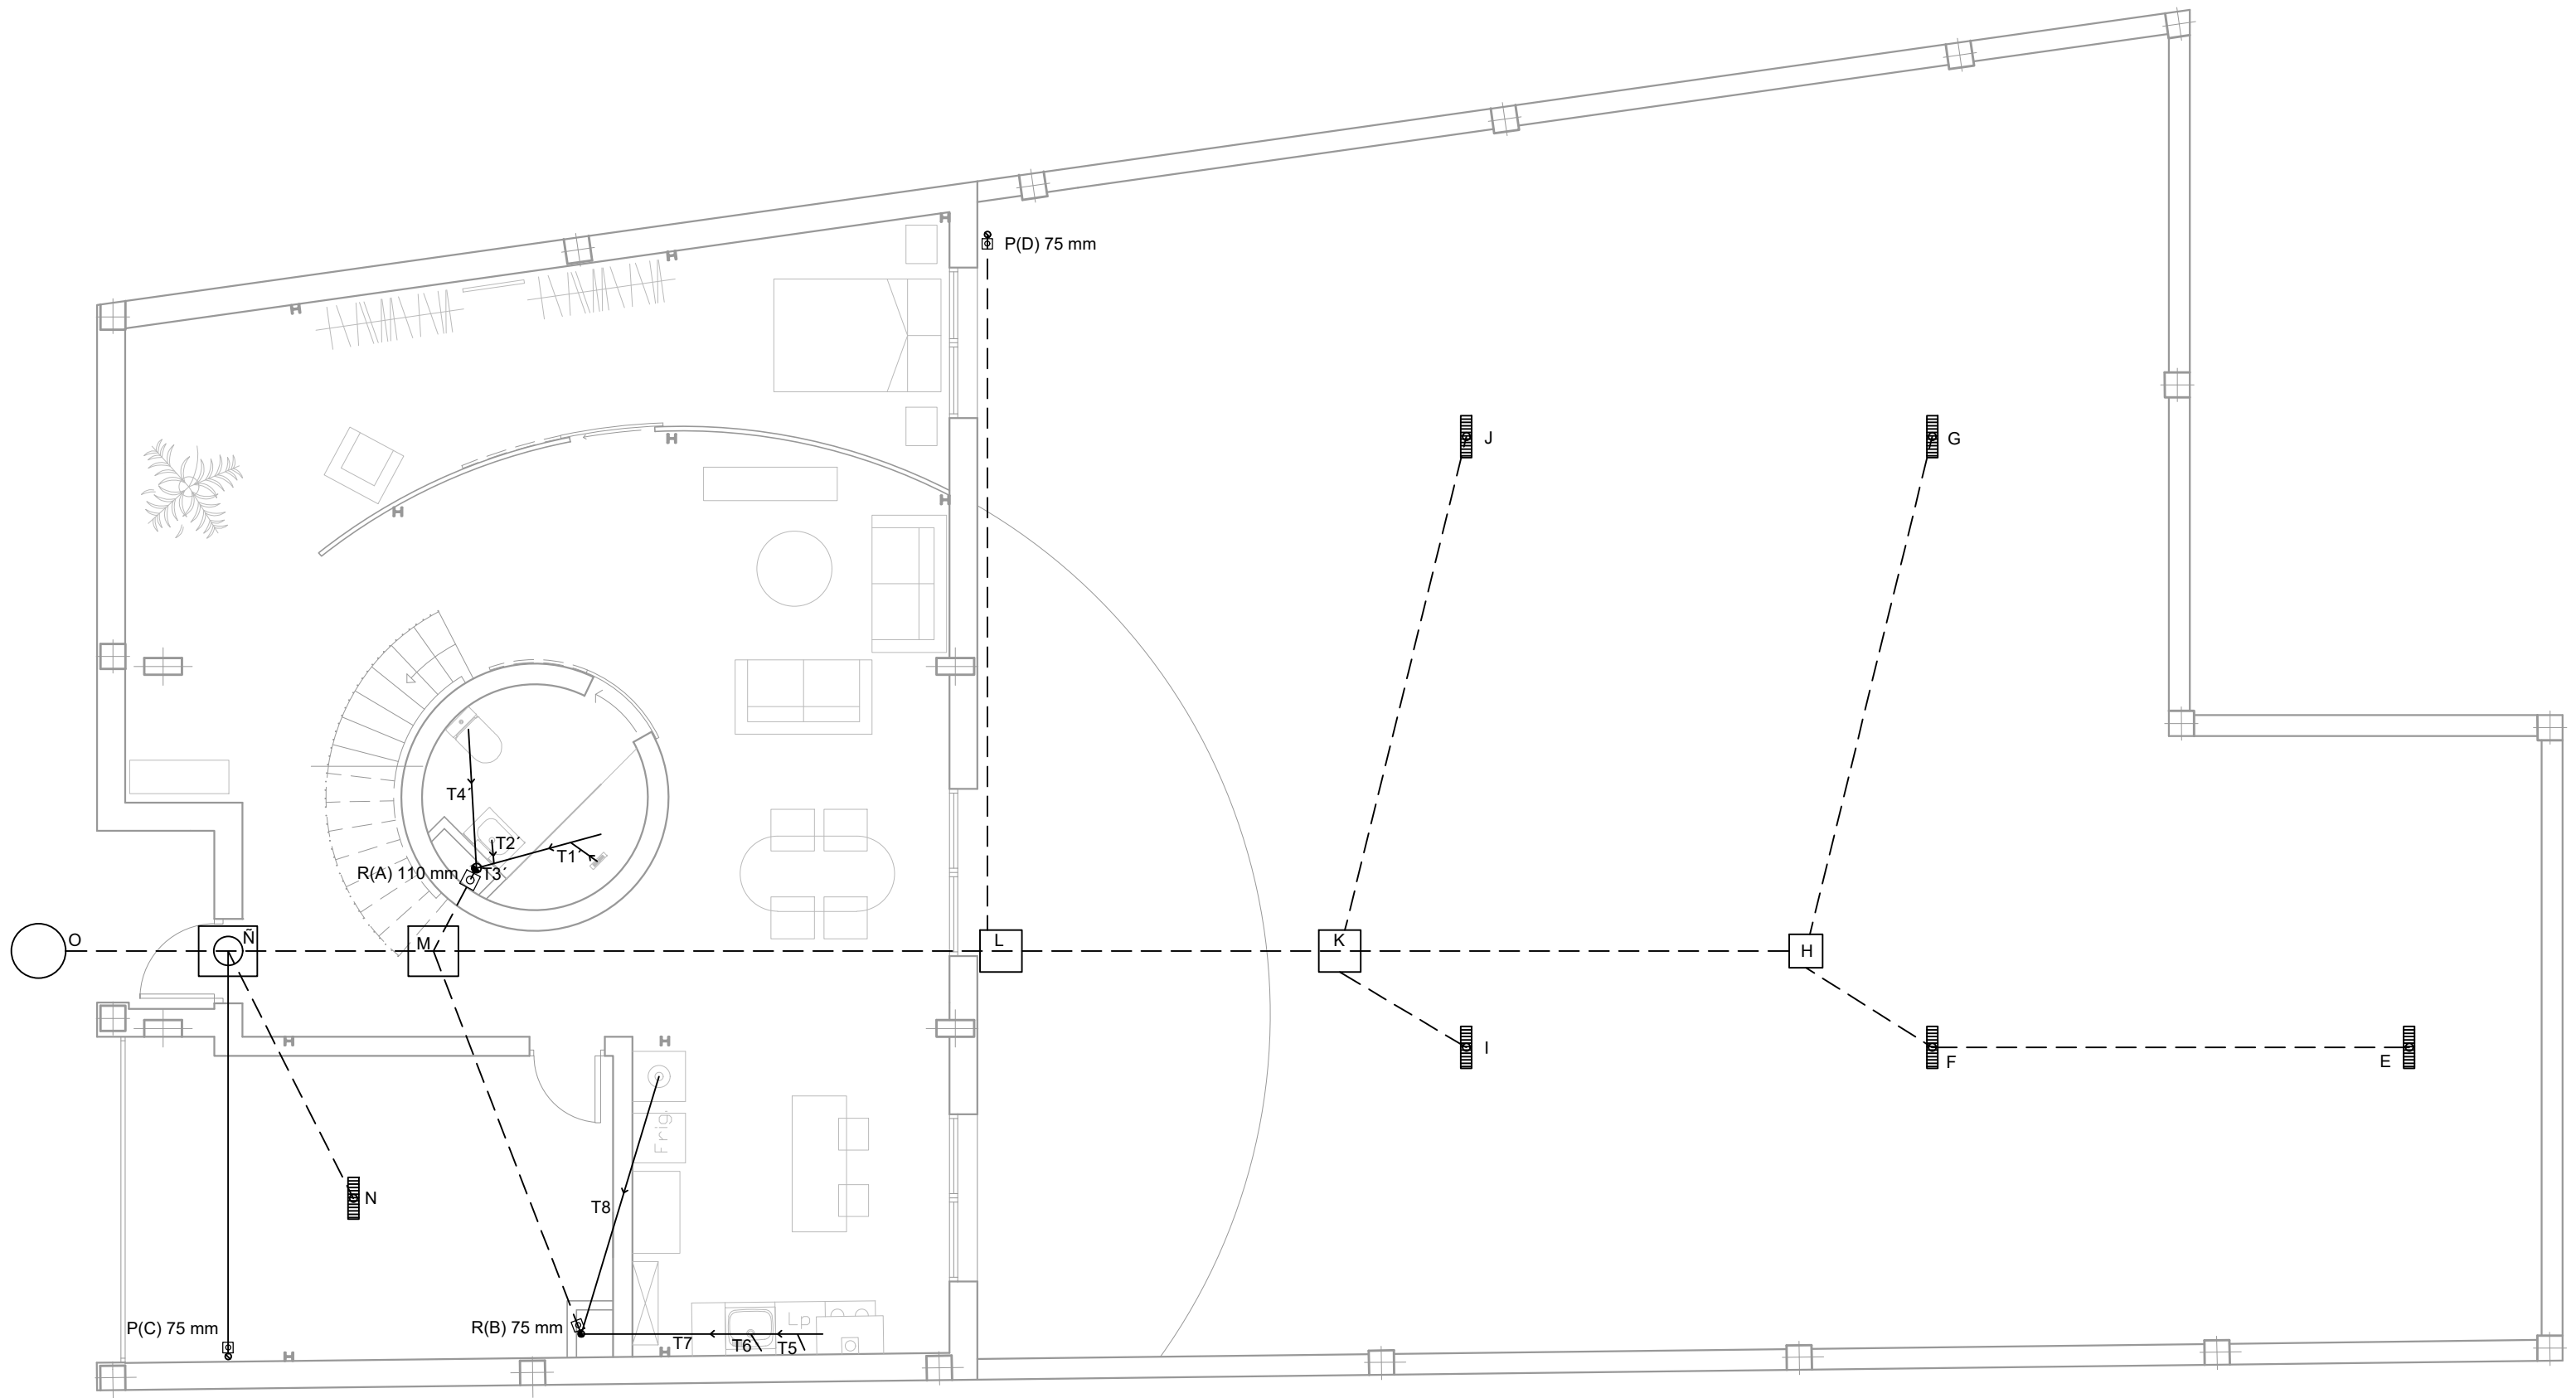 P(D) 75 mm
J
G
T4´
T2´
T1´
R(A) 110 mm
T3´
O
Ñ
M
L
K
H
I
F
E
Frig.
N
T8
P(C) 75 mm
R(B) 75 mm
Lp
T7
T6
T5